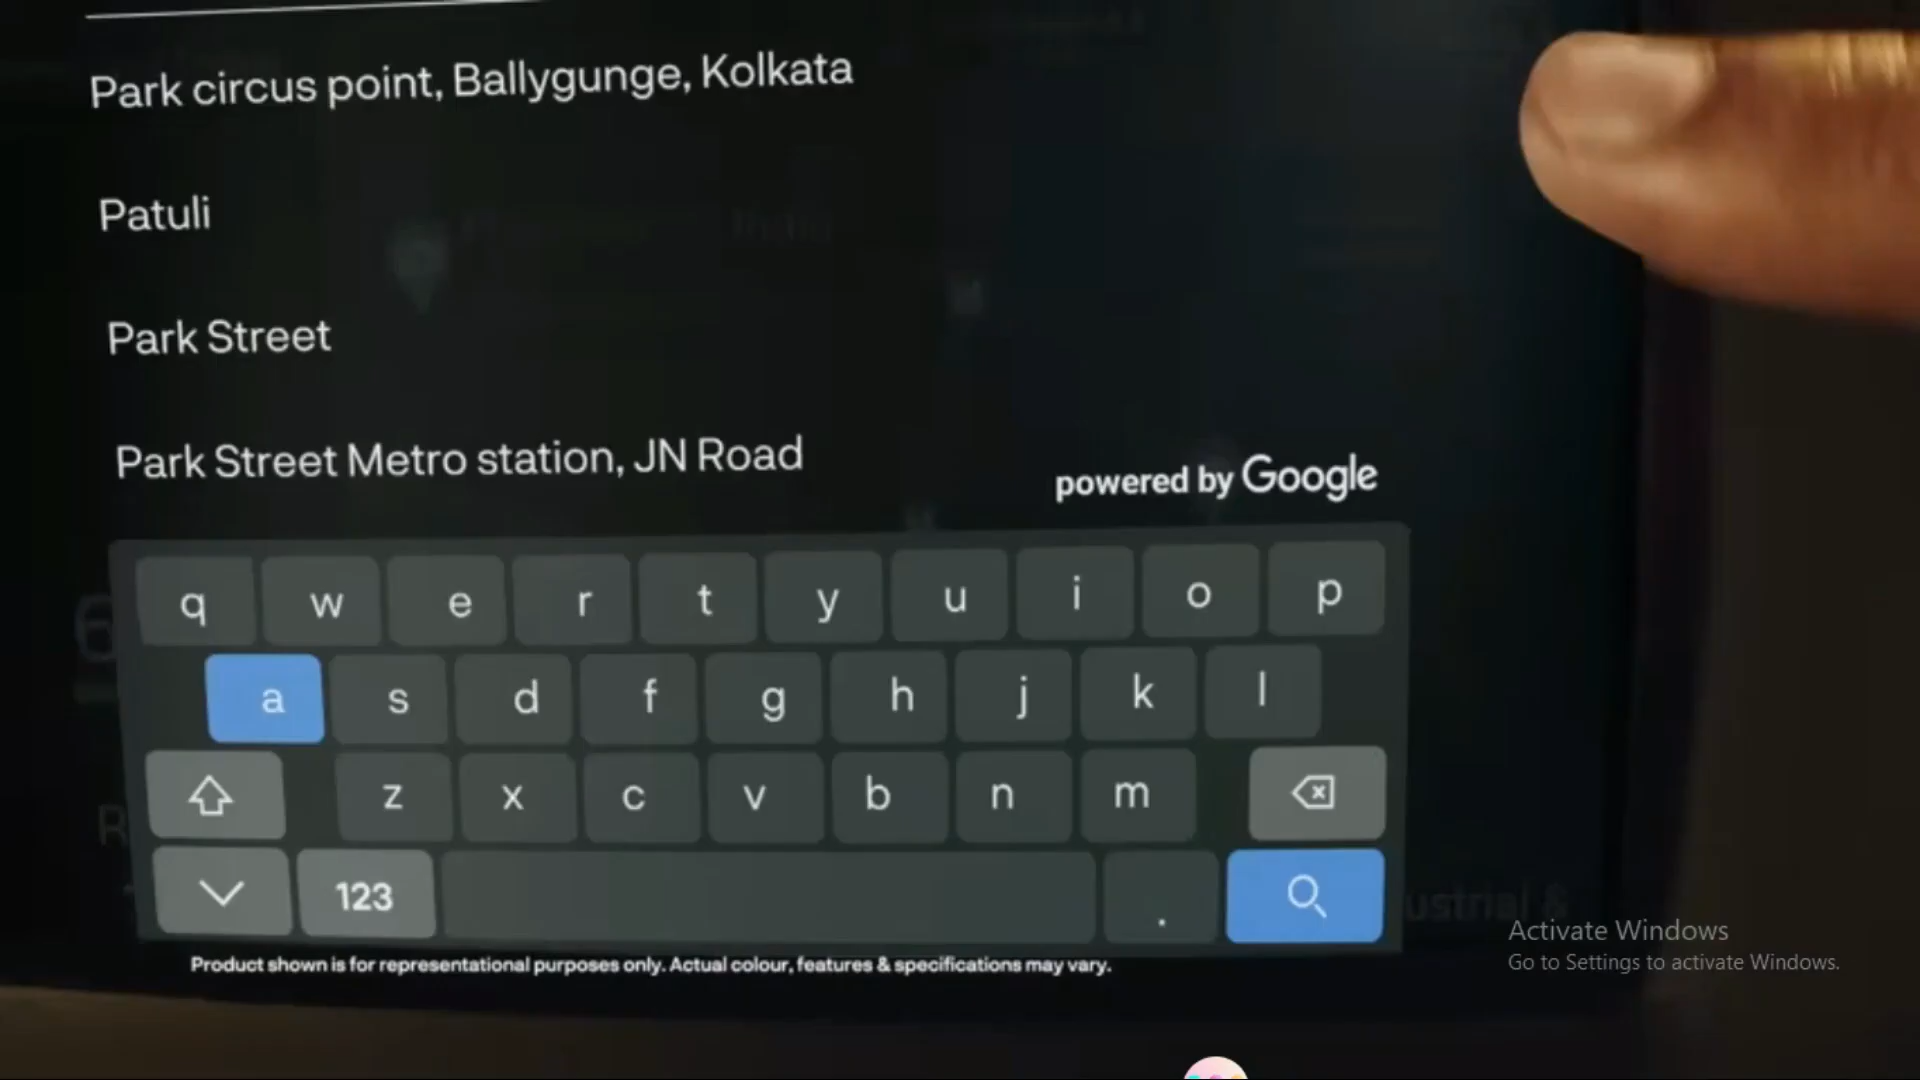 Park circus point, Ballygunge, Kolkata
Patuli
Park Street
Park Street Metro station, JN Road
powered by Google
q w e r t y u i o p
a s d f g h j k l
z x c v b n m
123 .
Product shown is for representational purposes only. Actual colour, features & specifications may vary.
Activate Windows
Go to Settings to activate Windows.